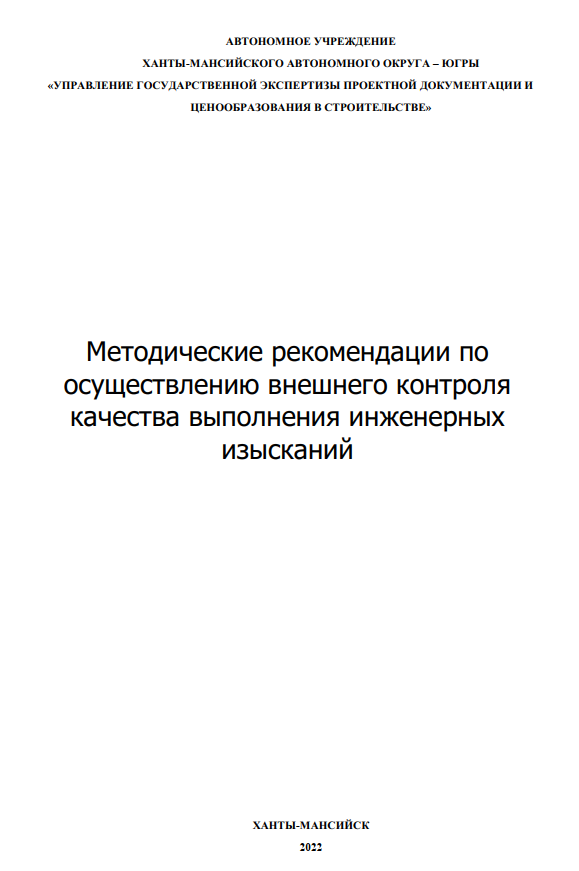 АВТОНОМНОЕ УЧРЕЖДЕНИЕ
ХАНТЫ-МАНСИЙСКОГО АВТОНОМНОГО ОКРУГА – ЮГРЫ
«УПРАВЛЕНИЕ ГОСУДАРСТВЕННОЙ ЭКСПЕРТИЗЫ ПРОЕКТНОЙ ДОКУМЕНТАЦИИ И
ЦЕНООБРАЗОВАНИЯ В СТРОИТЕЛЬСТВЕ»
Методические рекомендации по
осуществлению внешнего контроля
качества выполнения инженерных
изысканий
ХАНТЫ-МАНСИЙСК
2022